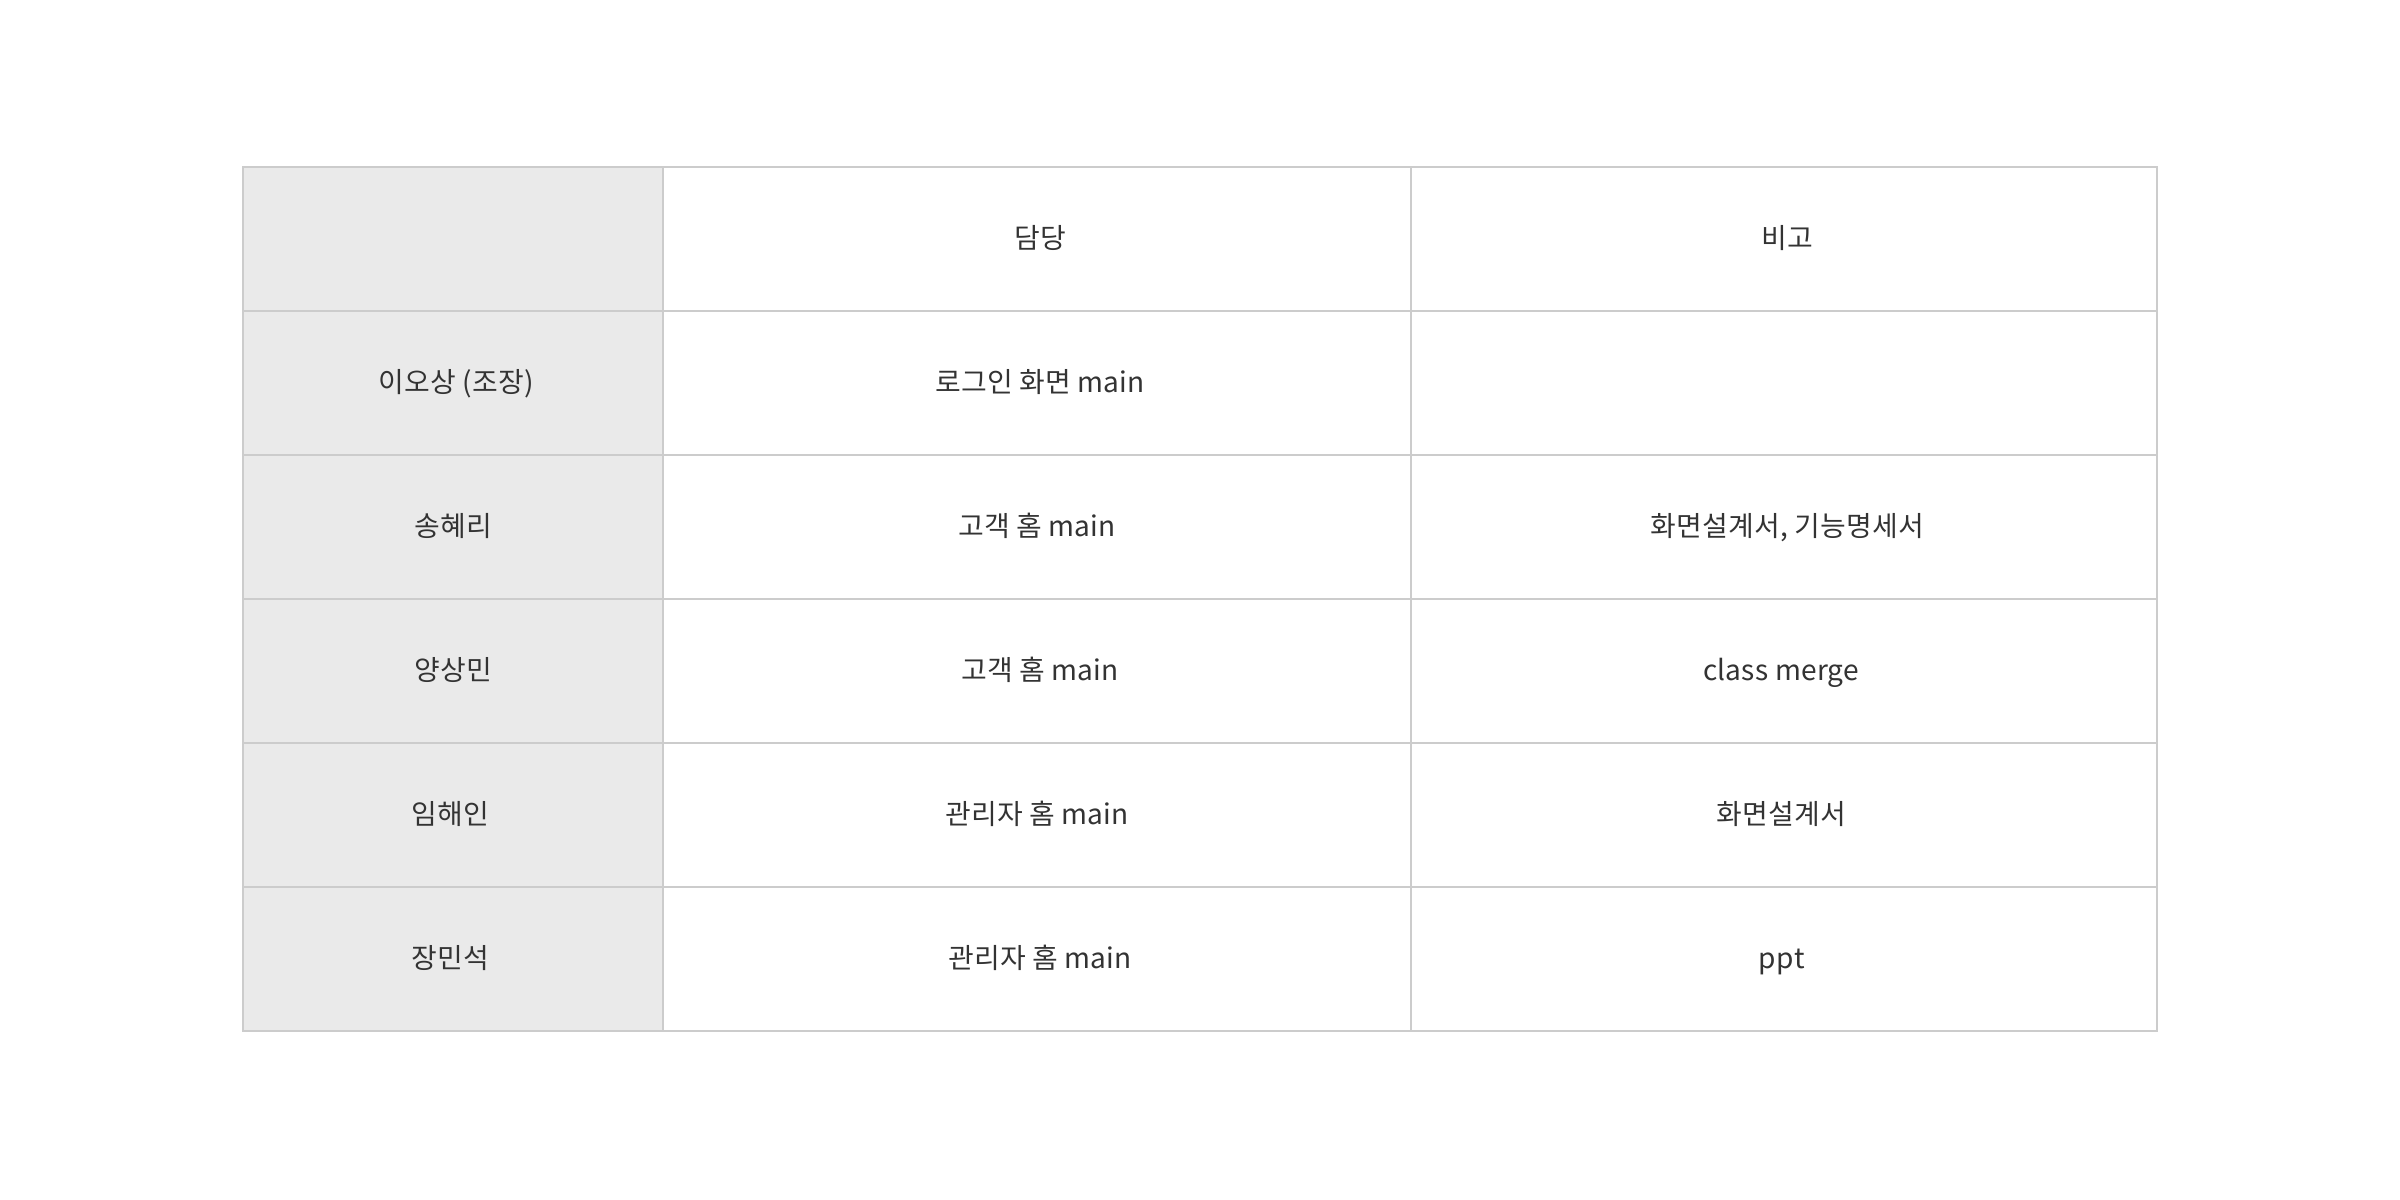 담당 비고
이오상 (조장) 로그인 화면 main
송혜리 고객 홈 main 화면설계서, 기능명세서
양상민 고객 홈 main class merge
임해인 관리자 홈 main 화면설계서
장민석 관리자 홈 main ppt